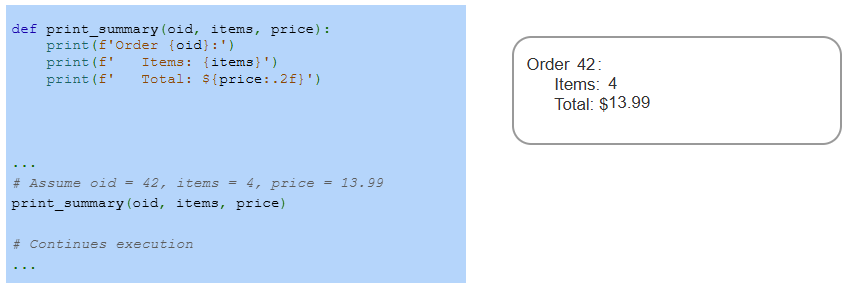 def print_summary(oid, items, price):
    print(f'Order {oid}:')
    print(f'   Items: {items}')
    print(f'   Total: ${price:.2f}')
...
# Assume oid = 42, items = 4, price = 13.99
print_summary(oid, items, price)
# Continues execution
...
Order 42:
   Items: 4
   Total: $13.99